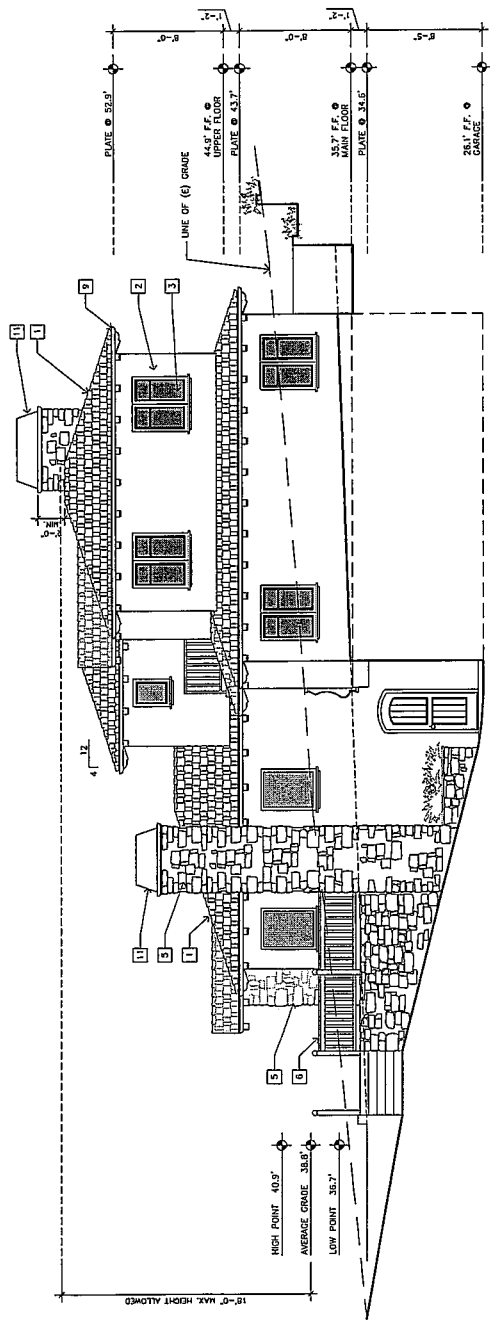 11
1
9
2'-0"
MIN.
2
3
12
4
11
5
1
5
6
PLATE @ 52.9'
8'-0"
44.9' F.F. @
UPPER FLOOR
1'-2"
PLATE @ 43.7'
LINE OF (E) GRADE
8'-0"
35.7' F.F. @
MAIN FLOOR
1'-2"
PLATE @ 34.6'
8'-5"
26.1' F.F. @
GARAGE
18'-0" MAX. HEIGHT ALLOWED
HIGH POINT 40.9'
AVERAGE GRADE 38.8'
LOW POINT 36.7'